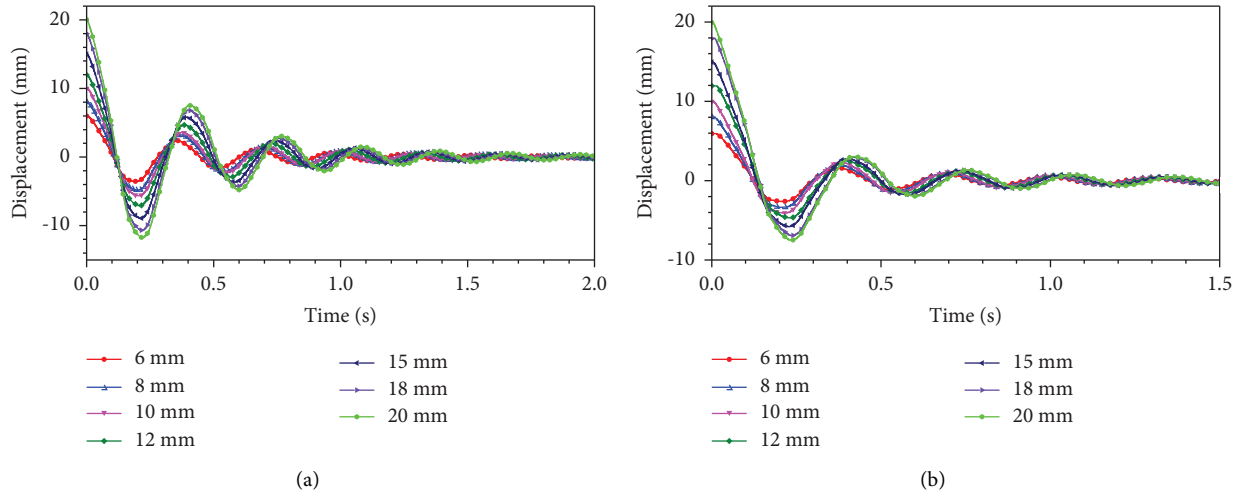 20
10
0
-10
Displacement (mm)
0.0 0.5 1.0 1.5 2.0
Time (s)
6 mm
8 mm
10 mm
12 mm
15 mm
18 mm
20 mm
(a)
20
10
0
-10
Displacement (mm)
0.0 0.5 1.0 1.5
Time (s)
6 mm
8 mm
10 mm
12 mm
15 mm
18 mm
20 mm
(b)